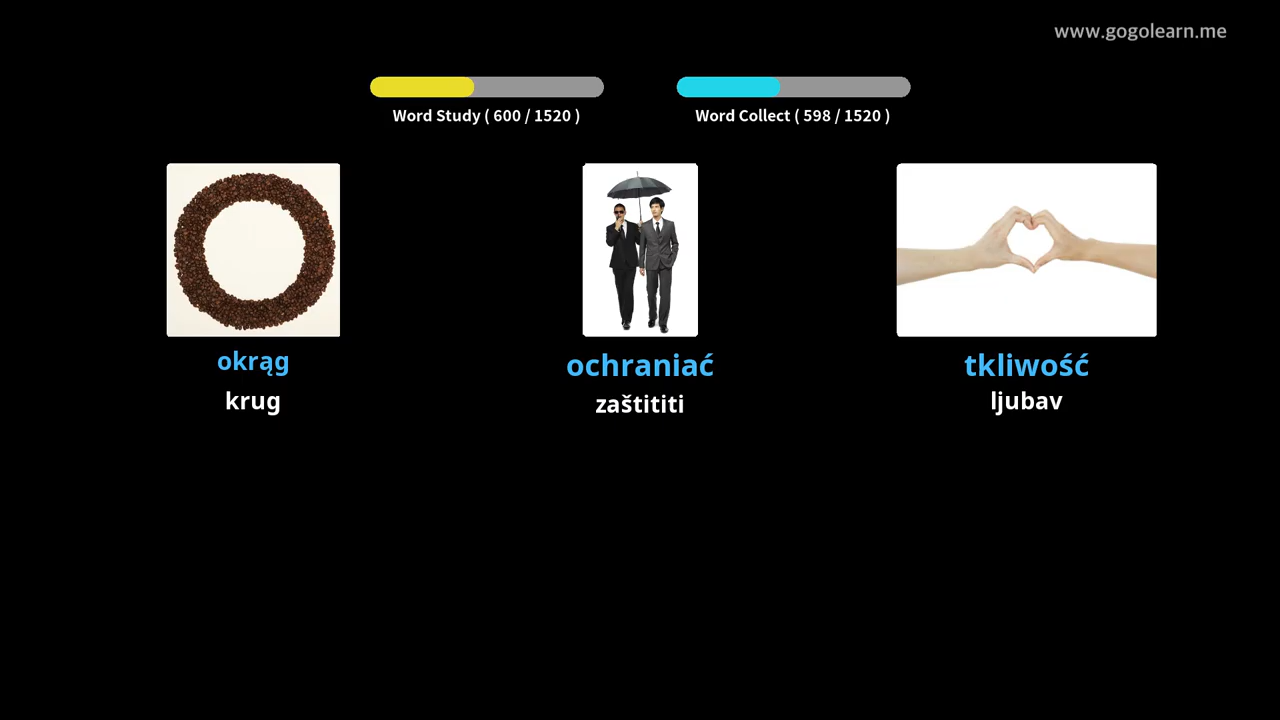 www.gogolearn.me
Word Study ( 600 / 1520 )
Word Collect ( 598 / 1520 )
okrąg
krug
ochraniać
zaštititi
tkliwość
ljubav